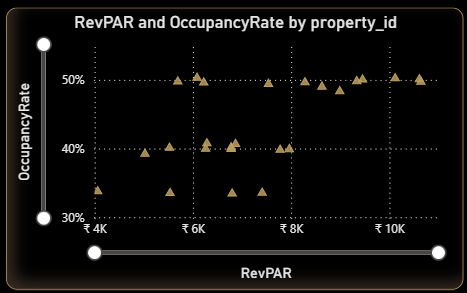 RevPAR and OccupancyRate by property_id
OccupancyRate
50%
40%
30%
₹ 4K
₹ 6K
₹ 8K
₹ 10K
RevPAR